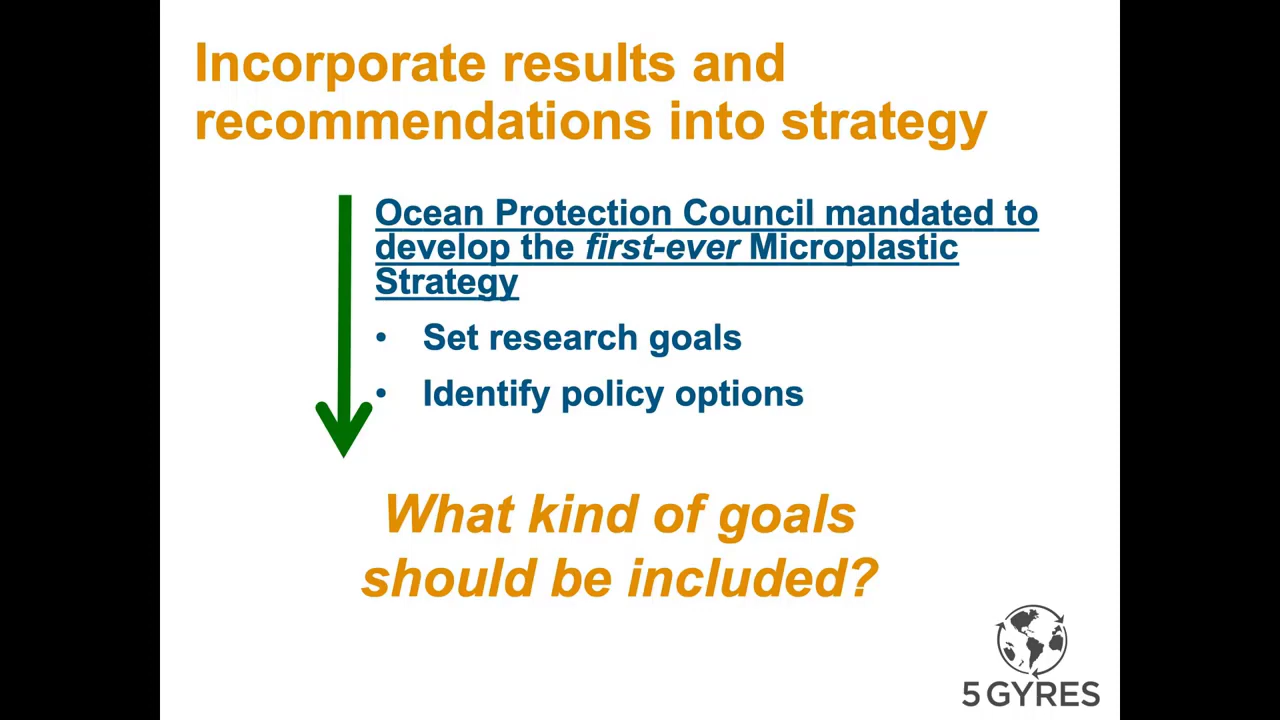 Incorporate results and
recommendations into strategy
Ocean Protection Council mandated to
develop the first-ever Microplastic
Strategy
• Set research goals
• Identify policy options
What kind of goals
should be included?
5 GYRES